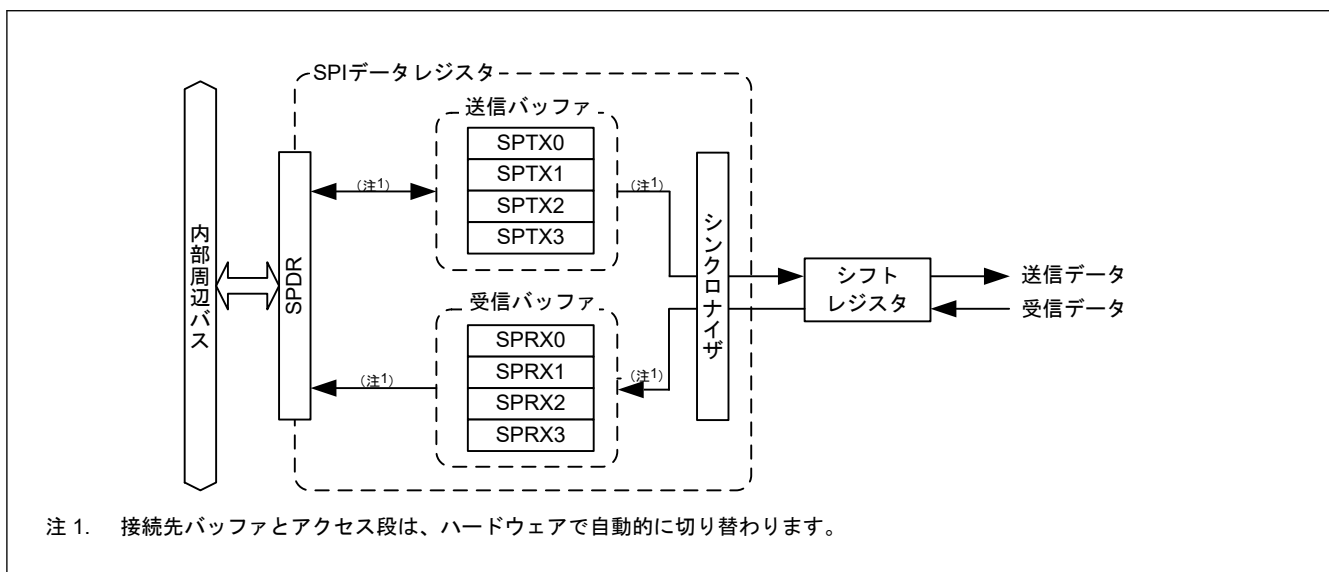 SPIデータレジスタ
送信バッファ
SPTX0
SPTX1
SPTX2
SPTX3
(注1)
(注1)
内部周辺バス
SPDR
シンクロナイザ
シフト
レジスタ
送信データ
受信データ
受信バッファ
SPRX0
SPRX1
SPRX2
SPRX3
(注1)
(注1)
注 1. 接続先バッファとアクセス段は、ハードウェアで自動的に切り替わります。